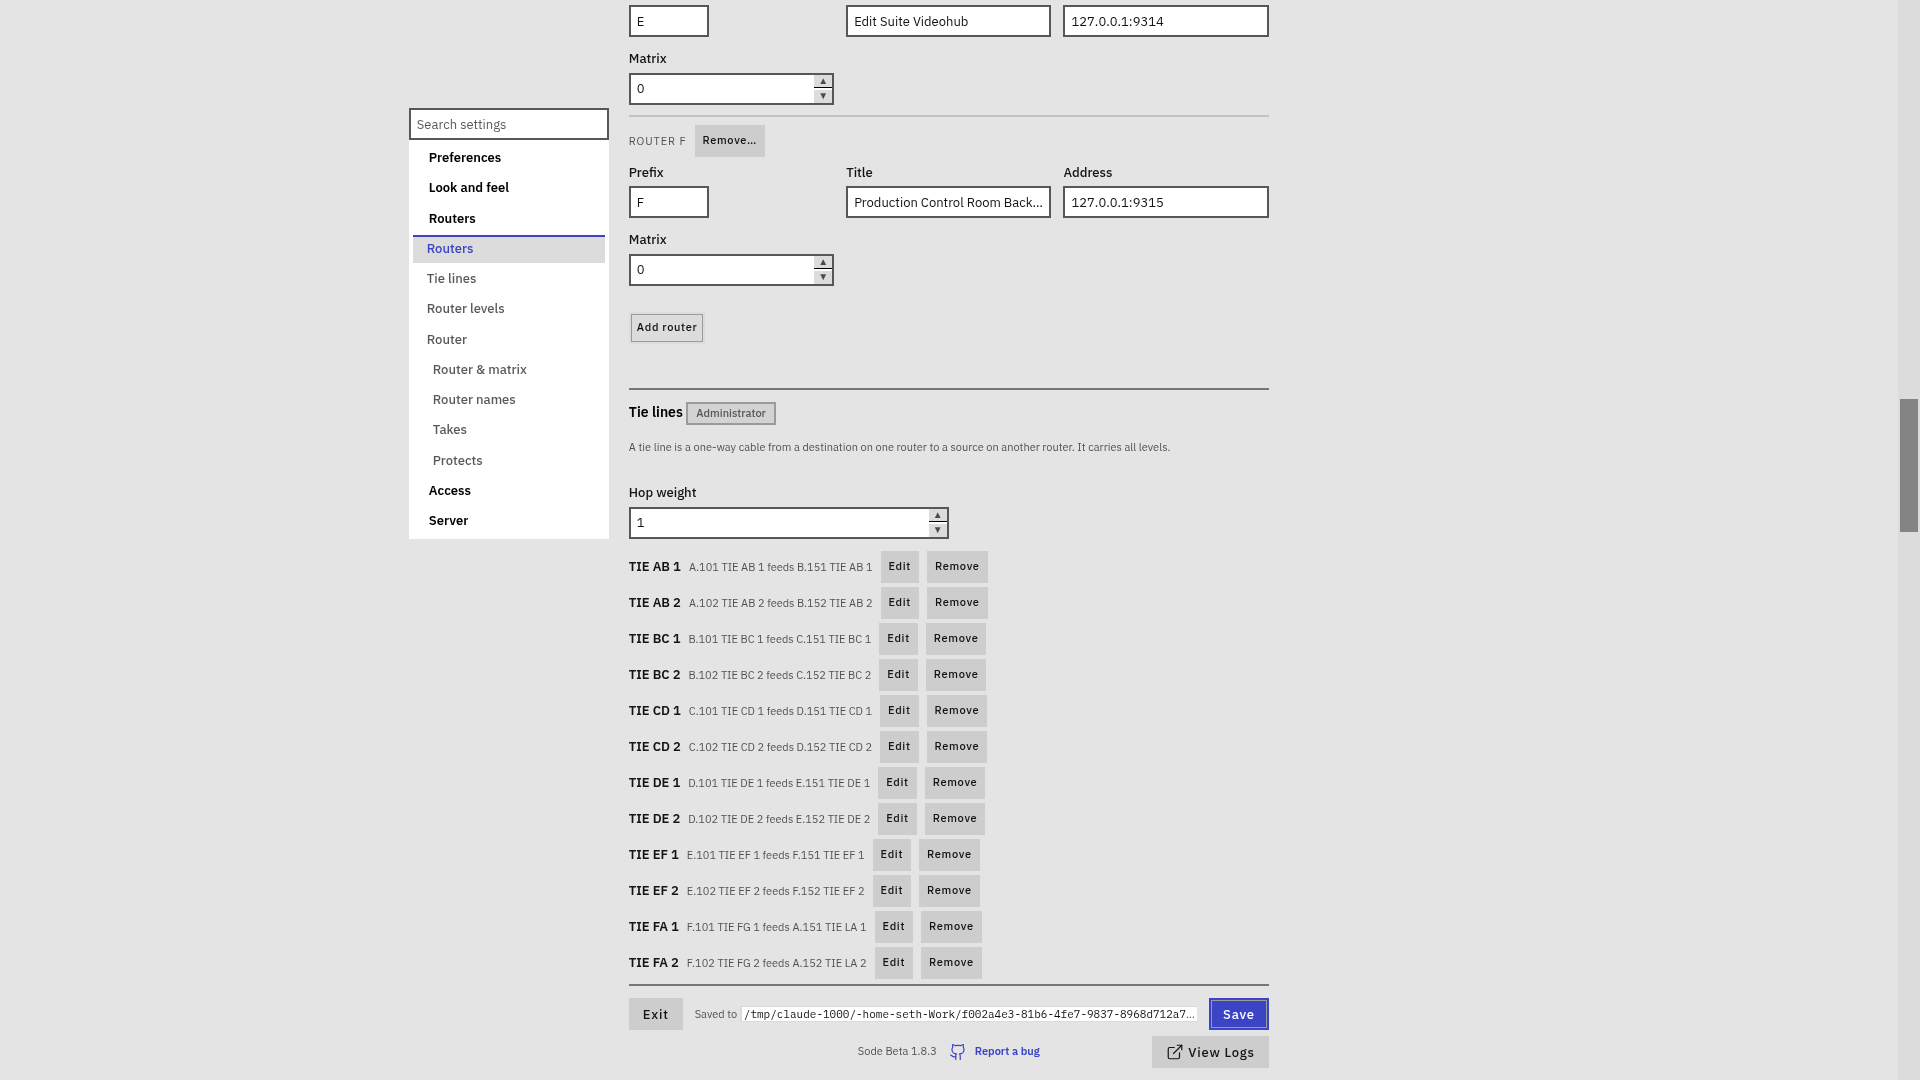 E
Edit Suite Videohub
127.0.0.1:9314
Matrix
0
Search settings
Preferences
Look and feel
Routers
Routers
Tie lines
Router levels
Router
Router & matrix
Router names
Takes
Protects
Access
Server
ROUTER F
Remove...
Prefix
Title
Address
F
Production Control Room Back...
127.0.0.1:9315
Matrix
0
Add router
Tie lines
Administrator
A tie line is a one-way cable from a destination on one router to a source on another router. It carries all levels.
Hop weight
1
TIE AB 1 A.101 TIE AB 1 feeds B.151 TIE AB 1 Edit Remove
TIE AB 2 A.102 TIE AB 2 feeds B.152 TIE AB 2 Edit Remove
TIE BC 1 B.101 TIE BC 1 feeds C.151 TIE BC 1 Edit Remove
TIE BC 2 B.102 TIE BC 2 feeds C.152 TIE BC 2 Edit Remove
TIE CD 1 C.101 TIE CD 1 feeds D.151 TIE CD 1 Edit Remove
TIE CD 2 C.102 TIE CD 2 feeds D.152 TIE CD 2 Edit Remove
TIE DE 1 D.101 TIE DE 1 feeds E.151 TIE DE 1 Edit Remove
TIE DE 2 D.102 TIE DE 2 feeds E.152 TIE DE 2 Edit Remove
TIE EF 1 E.101 TIE EF 1 feeds F.151 TIE EF 1 Edit Remove
TIE EF 2 E.102 TIE EF 2 feeds F.152 TIE EF 2 Edit Remove
TIE FA 1 F.101 TIE FG 1 feeds A.151 TIE LA 1 Edit Remove
TIE FA 2 F.102 TIE FG 2 feeds A.152 TIE LA 2 Edit Remove
Exit
Saved to /tmp/claude-1000/-home-seth-Work/f002a4e3-81b6-4fe7-9837-8968d712a7...
Save
Sode Beta 1.8.3
Report a bug
View Logs